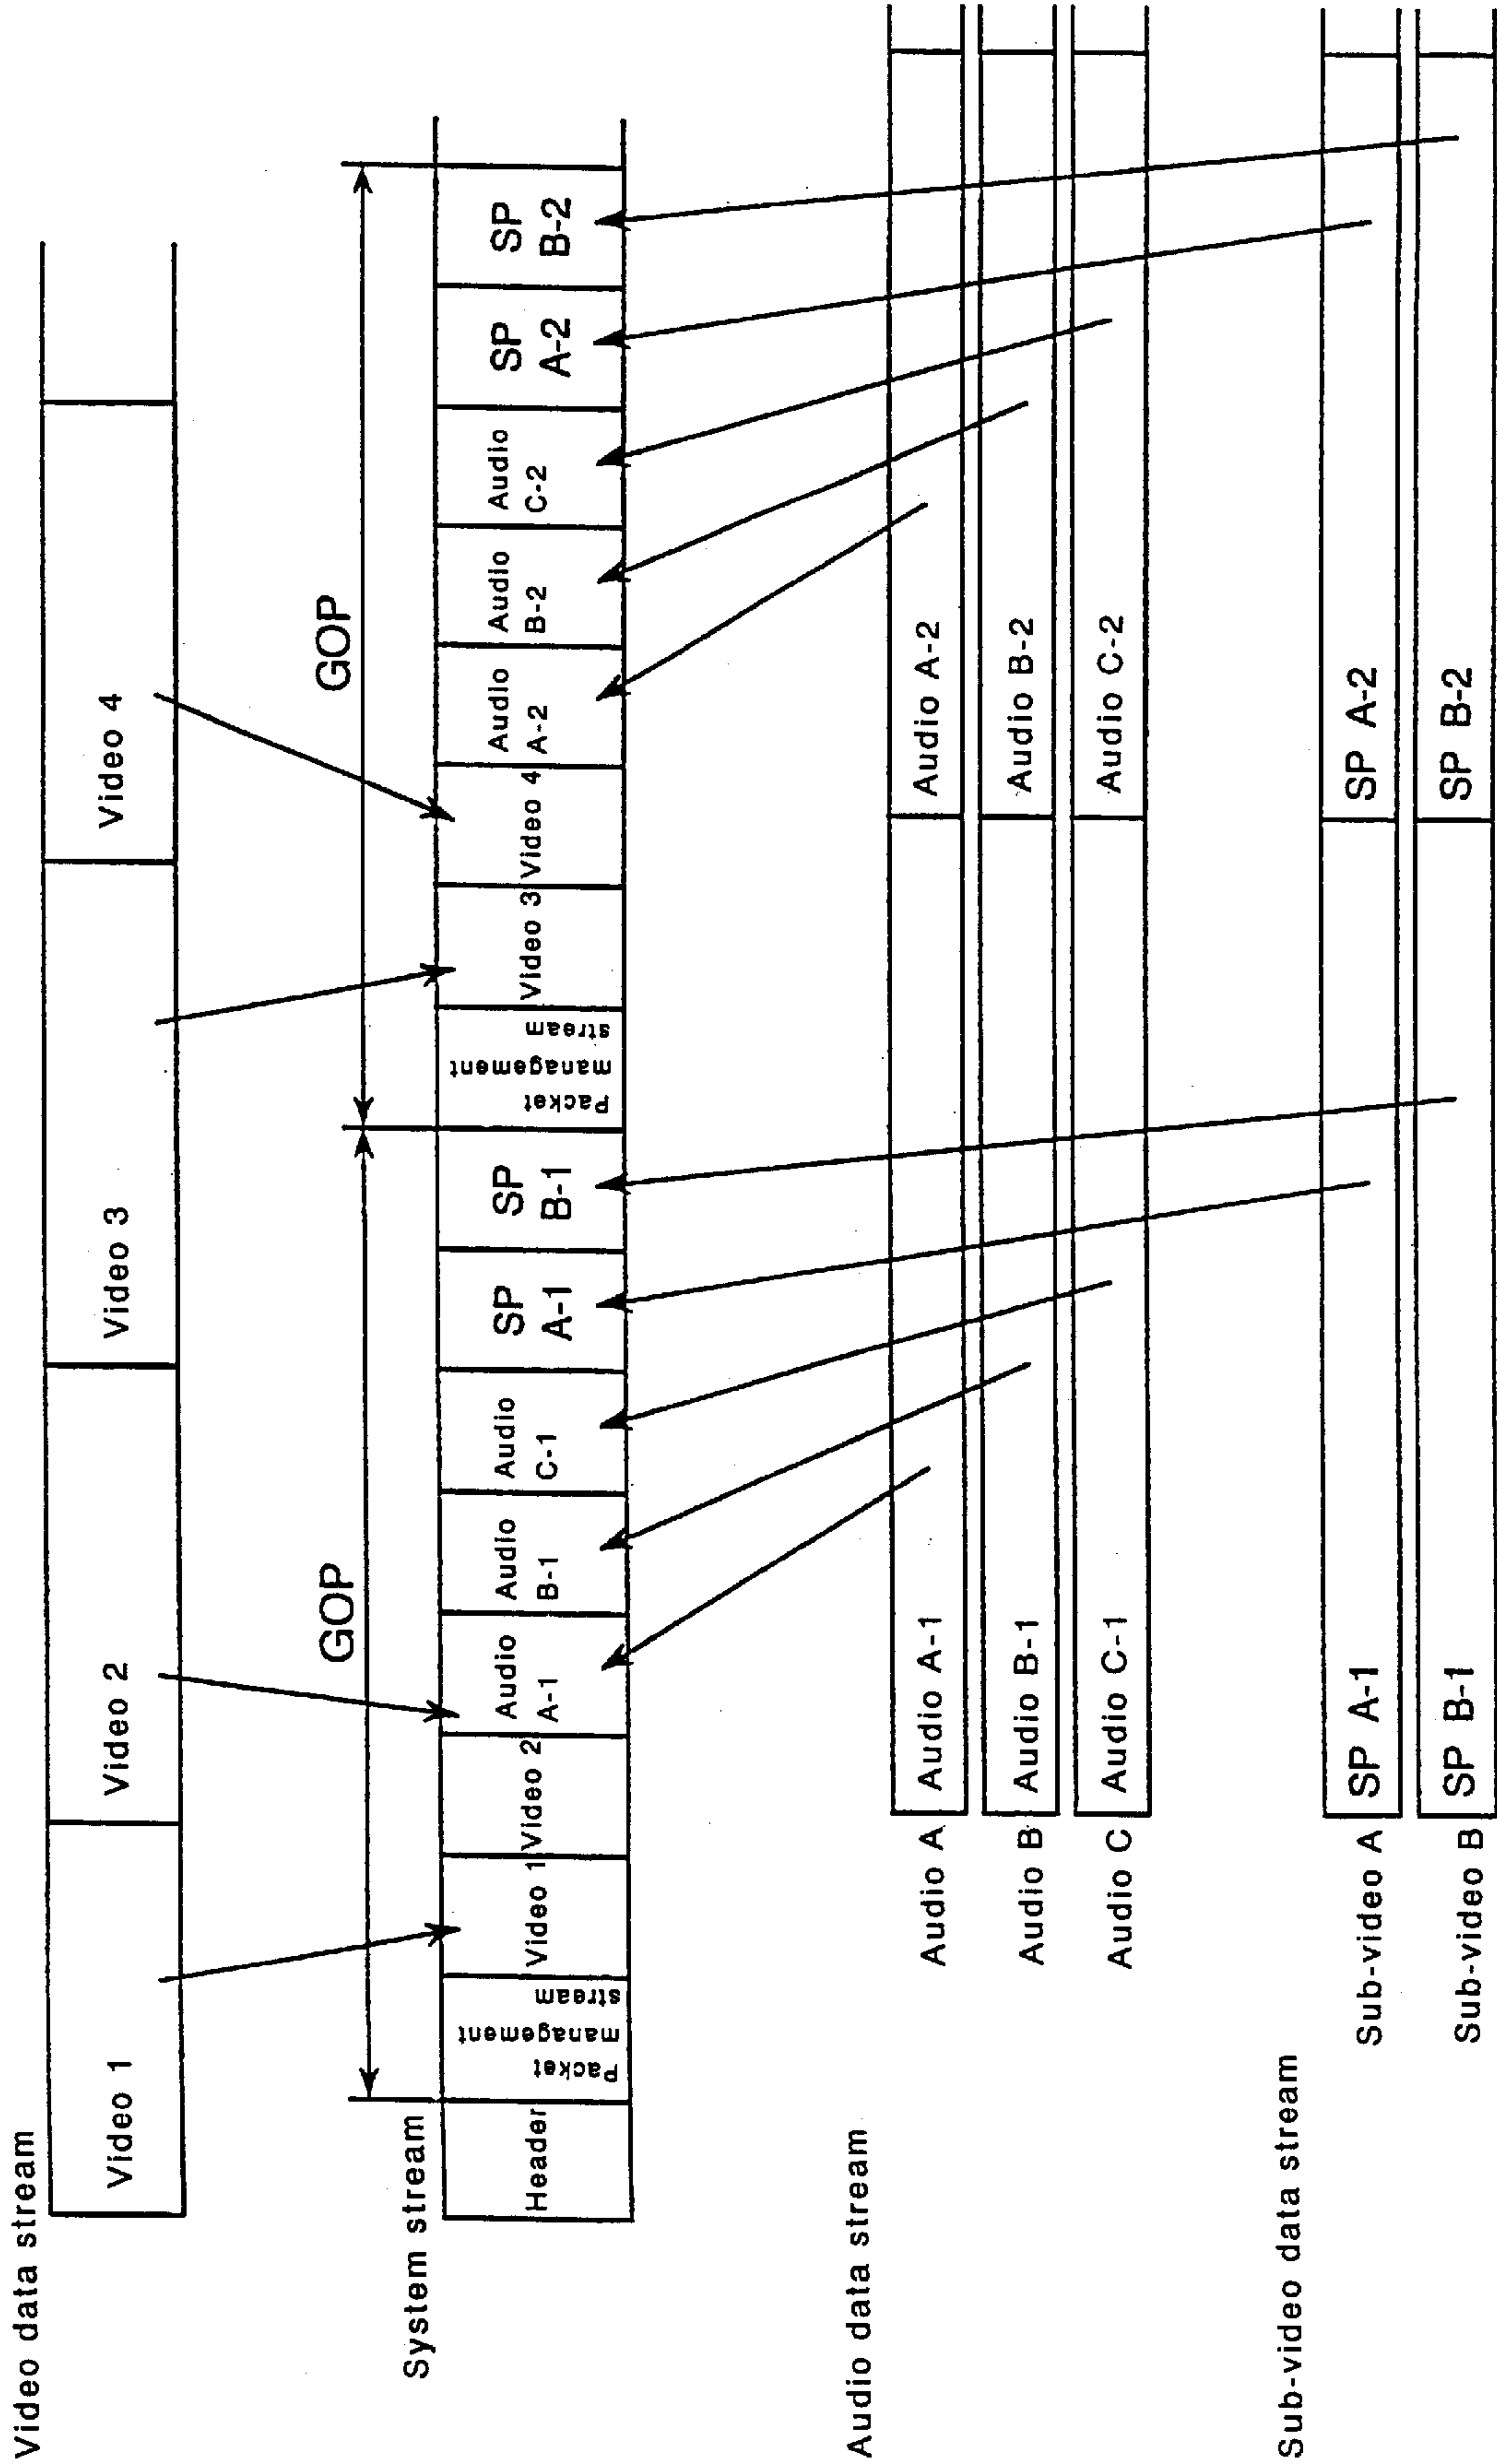 Video data stream
Video 1
Video 2
Video 3
Video 4
GOP
GOP
System stream
Header
Packet
management
stream
Video 1
Video 2
Audio
A-1
Audio
B-1
Audio
C-1
SP
A-1
SP
B-1
Packet
management
stream
Video 3
Video 4
Audio
A-2
Audio
B-2
Audio
C-2
SP
A-2
SP
B-2
Audio data stream
Audio A
Audio A-1
Audio A-2
Audio B
Audio B-1
Audio B-2
Audio C
Audio C-1
Audio C-2
Sub-video data stream
Sub-video A
SP A-1
SP A-2
Sub-video B
SP B-1
SP B-2